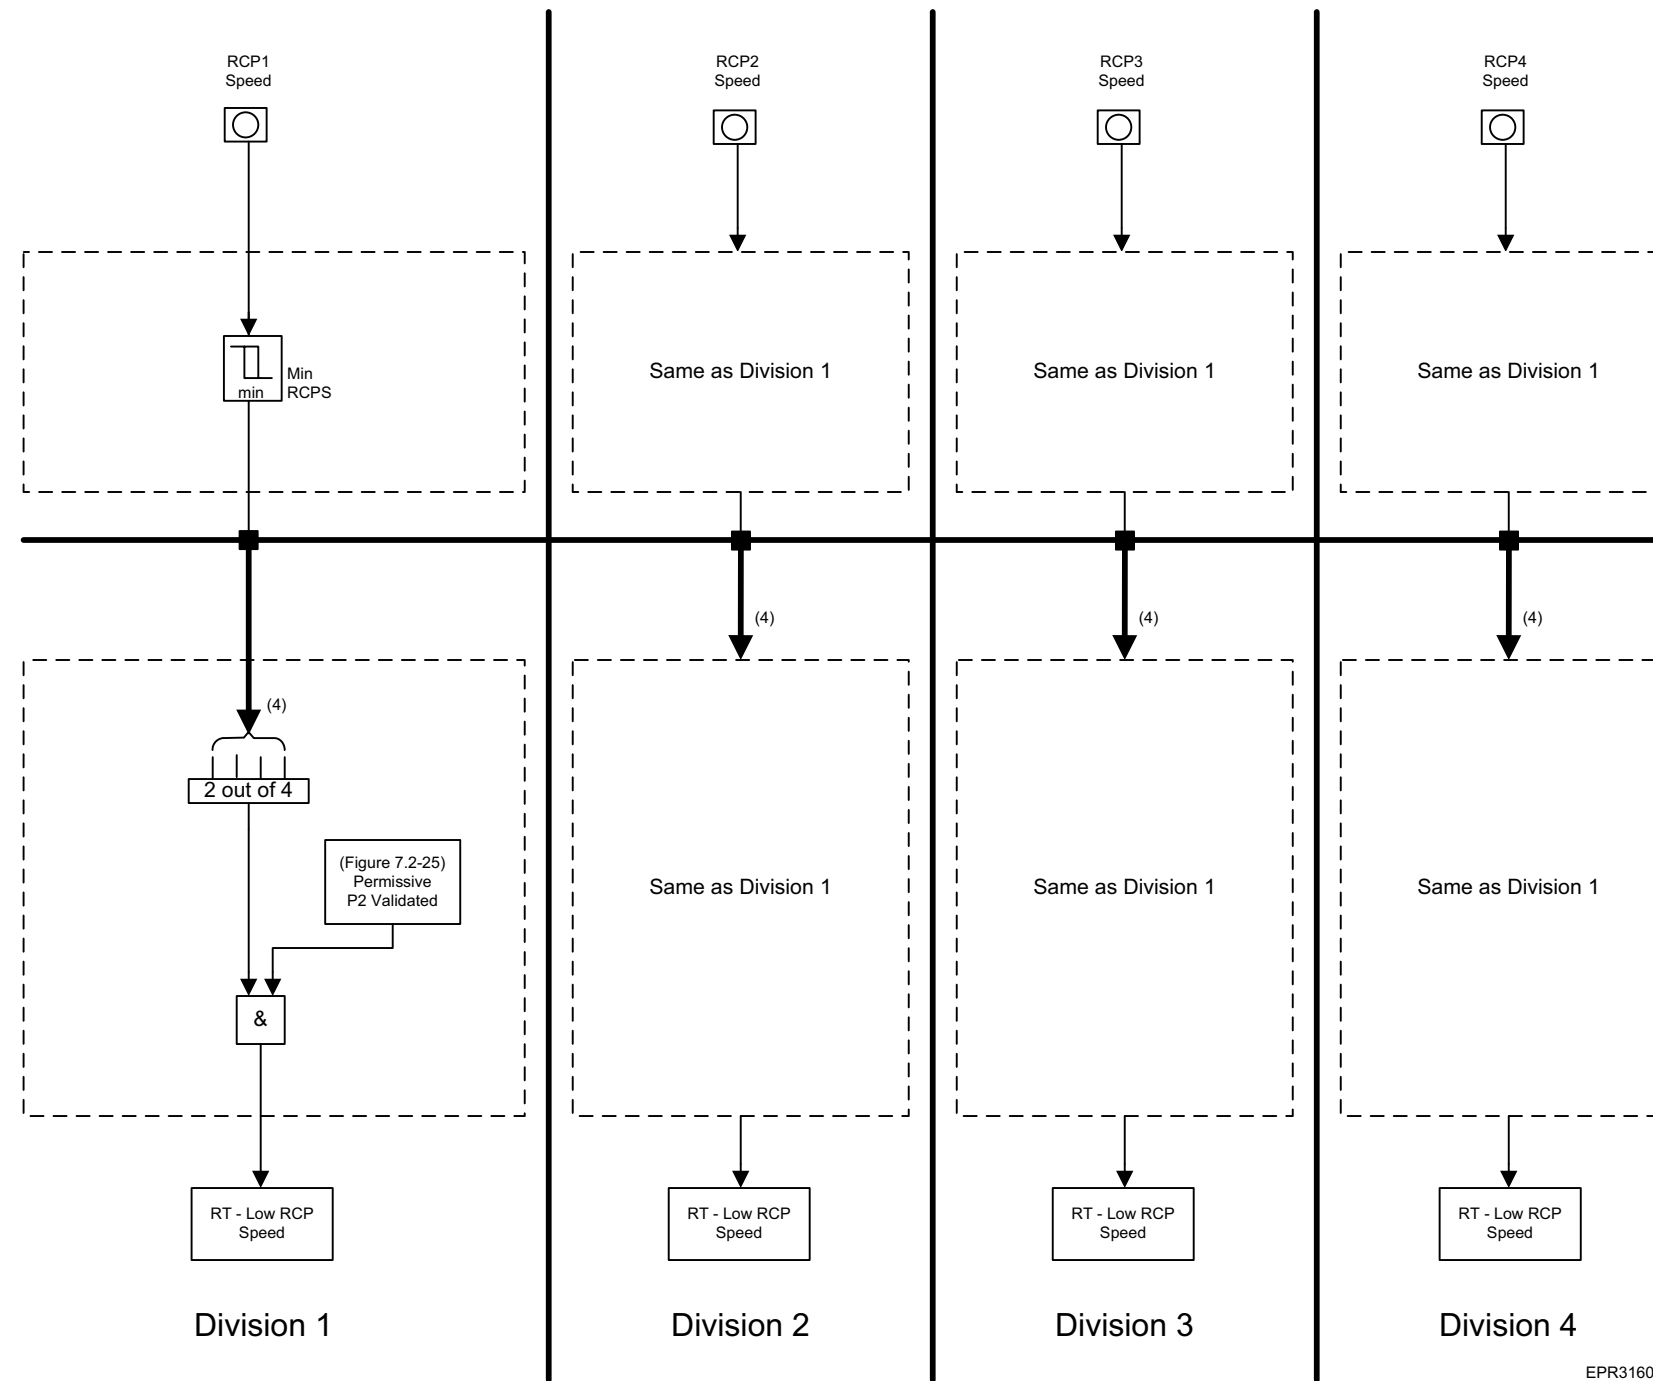 RCP1
Speed
RCP2
Speed
RCP3
Speed
RCP4
Speed
min
Min
RCPS
Same as Division 1
Same as Division 1
Same as Division 1
(4)
(4)
(4)
(4)
2 out of 4
(Figure 7.2-25)
Permissive
P2 Validated
&
Same as Division 1
Same as Division 1
Same as Division 1
RT - Low RCP
Speed
RT - Low RCP
Speed
RT - Low RCP
Speed
RT - Low RCP
Speed
Division 1
Division 2
Division 3
Division 4
EPR3160